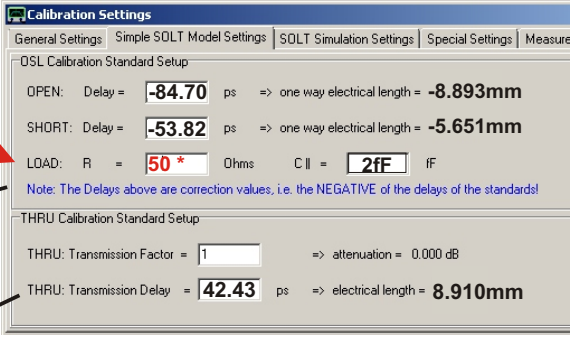 Calibration Settings
General Settings Simple SOLT Model Settings SOLT Simulation Settings Special Settings Measure
OSL Calibration Standard Setup
OPEN: Delay = -84.70 ps => one way electrical length = -8.893mm
SHORT: Delay = -53.82 ps => one way electrical length = -5.651mm
LOAD: R = 50 * Ohms C || = 2fF fF
Note: The Delays above are correction values, i.e. the NEGATIVE of the delays of the standards!
THRU Calibration Standard Setup
THRU: Transmission Factor = 1 => attenuation = 0.000 dB
THRU: Transmission Delay = 42.43 ps => electrical length = 8.910mm